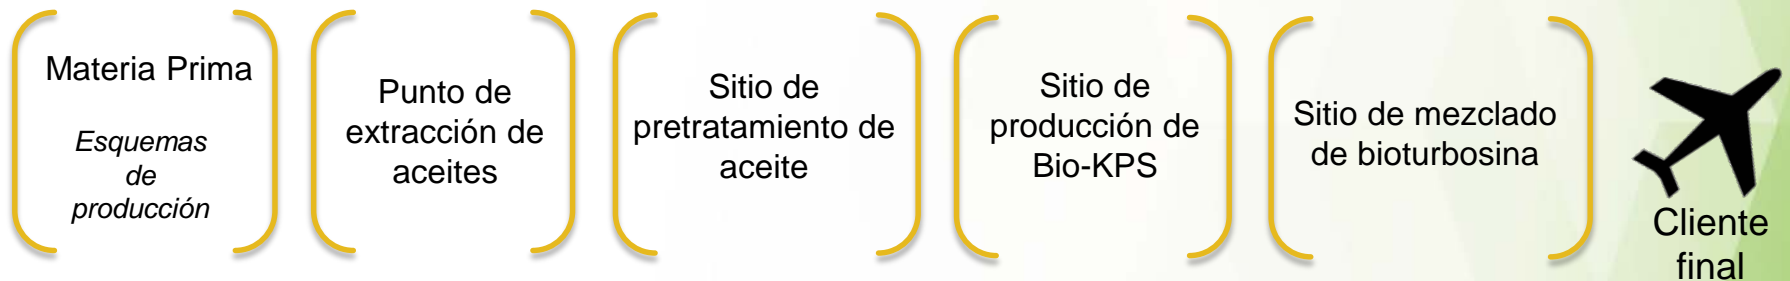 Materia Prima
Esquemas
de
producción
Punto de
extracción de
aceites
Sitio de
pretratamiento de
aceite
Sitio de
producción de
Bio-KPS
Sitio de mezclado
de bioturbosina
Cliente
final